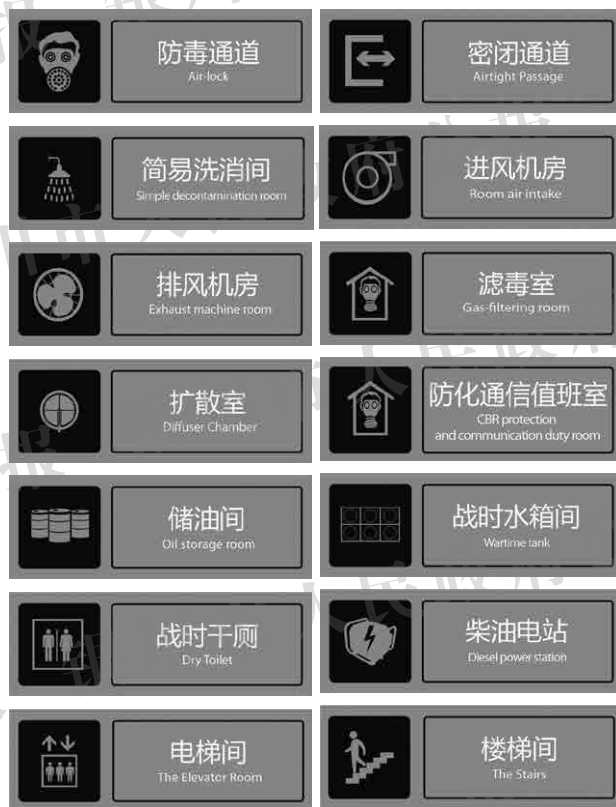 防毒通道
Air-lock
密闭通道
Airtight Passage
简易洗消间
Simple decontamination room
进风机房
Room air intake
排风机房
Exhaust machine room
滤毒室
Gas-filtering room
扩散室
Diffuser Chamber
防化通信值班室
CBR protection
and communication duty room
储油间
Oil storage room
战时水箱间
Wartime tank
战时干厕
Dry Toilet
柴油电站
Diesel power station
电梯间
The Elevator Room
楼梯间
The Stairs